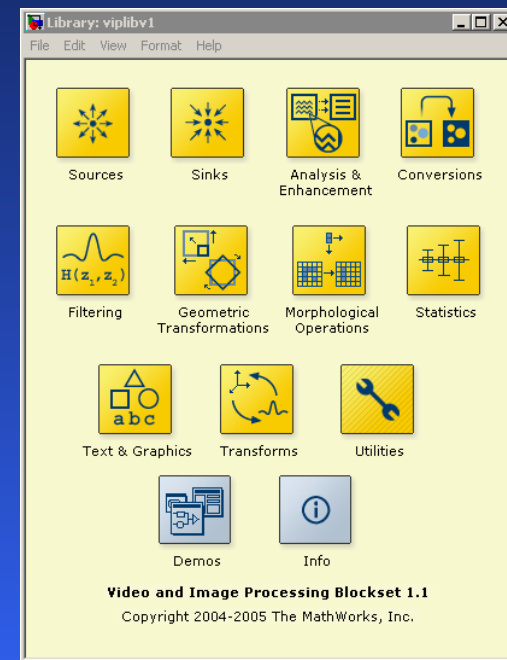 Library: viplibv1
File Edit View Format Help
Sources Sinks Analysis & Enhancement Conversions
H(z₁,z₂)
Filtering Geometric Transformations Morphological Operations Statistics
abc
Text & Graphics Transforms Utilities
Demos Info
Video and Image Processing Blockset 1.1
Copyright 2004-2005 The MathWorks, Inc.